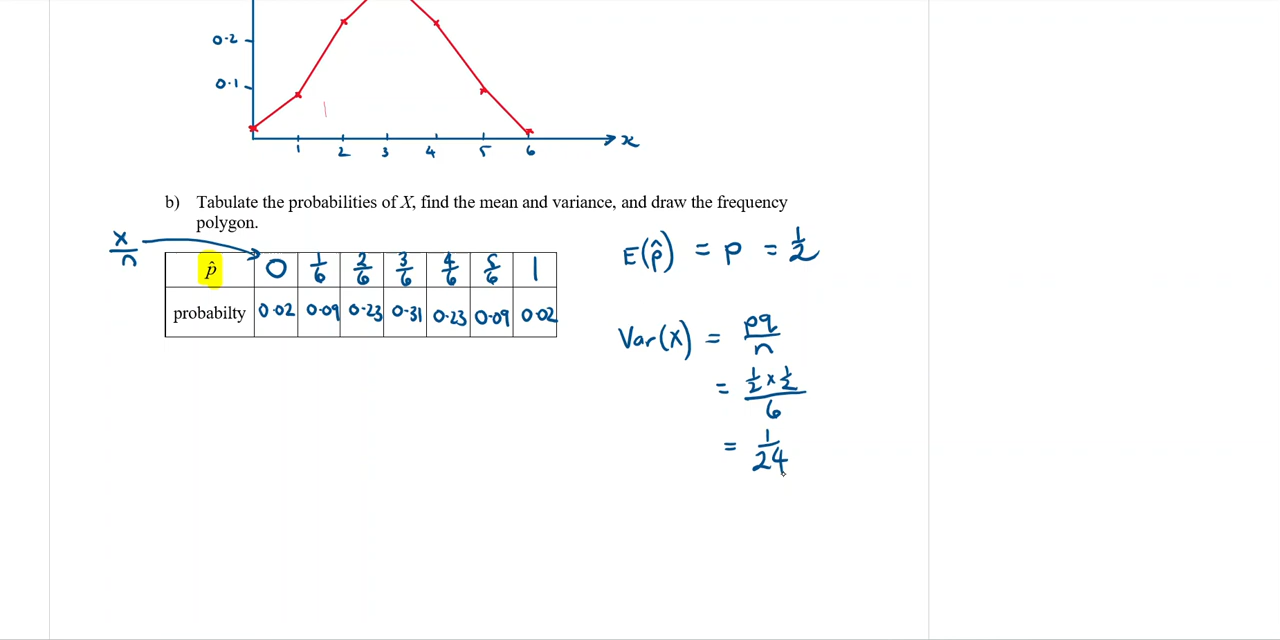 0.2
0.1
1 2 3 4 5 6 x
b) Tabulate the probabilities of X, find the mean and variance, and draw the frequency
polygon.
x/n
p̂ 0 1/6 2/6 3/6 4/6 5/6 1
probabilty 0.02 0.09 0.23 0.31 0.23 0.09 0.02
E(p̂) = p = 1/2
Var(X) = pq/n
= 1/2 x 1/2 / 6
= 1/24